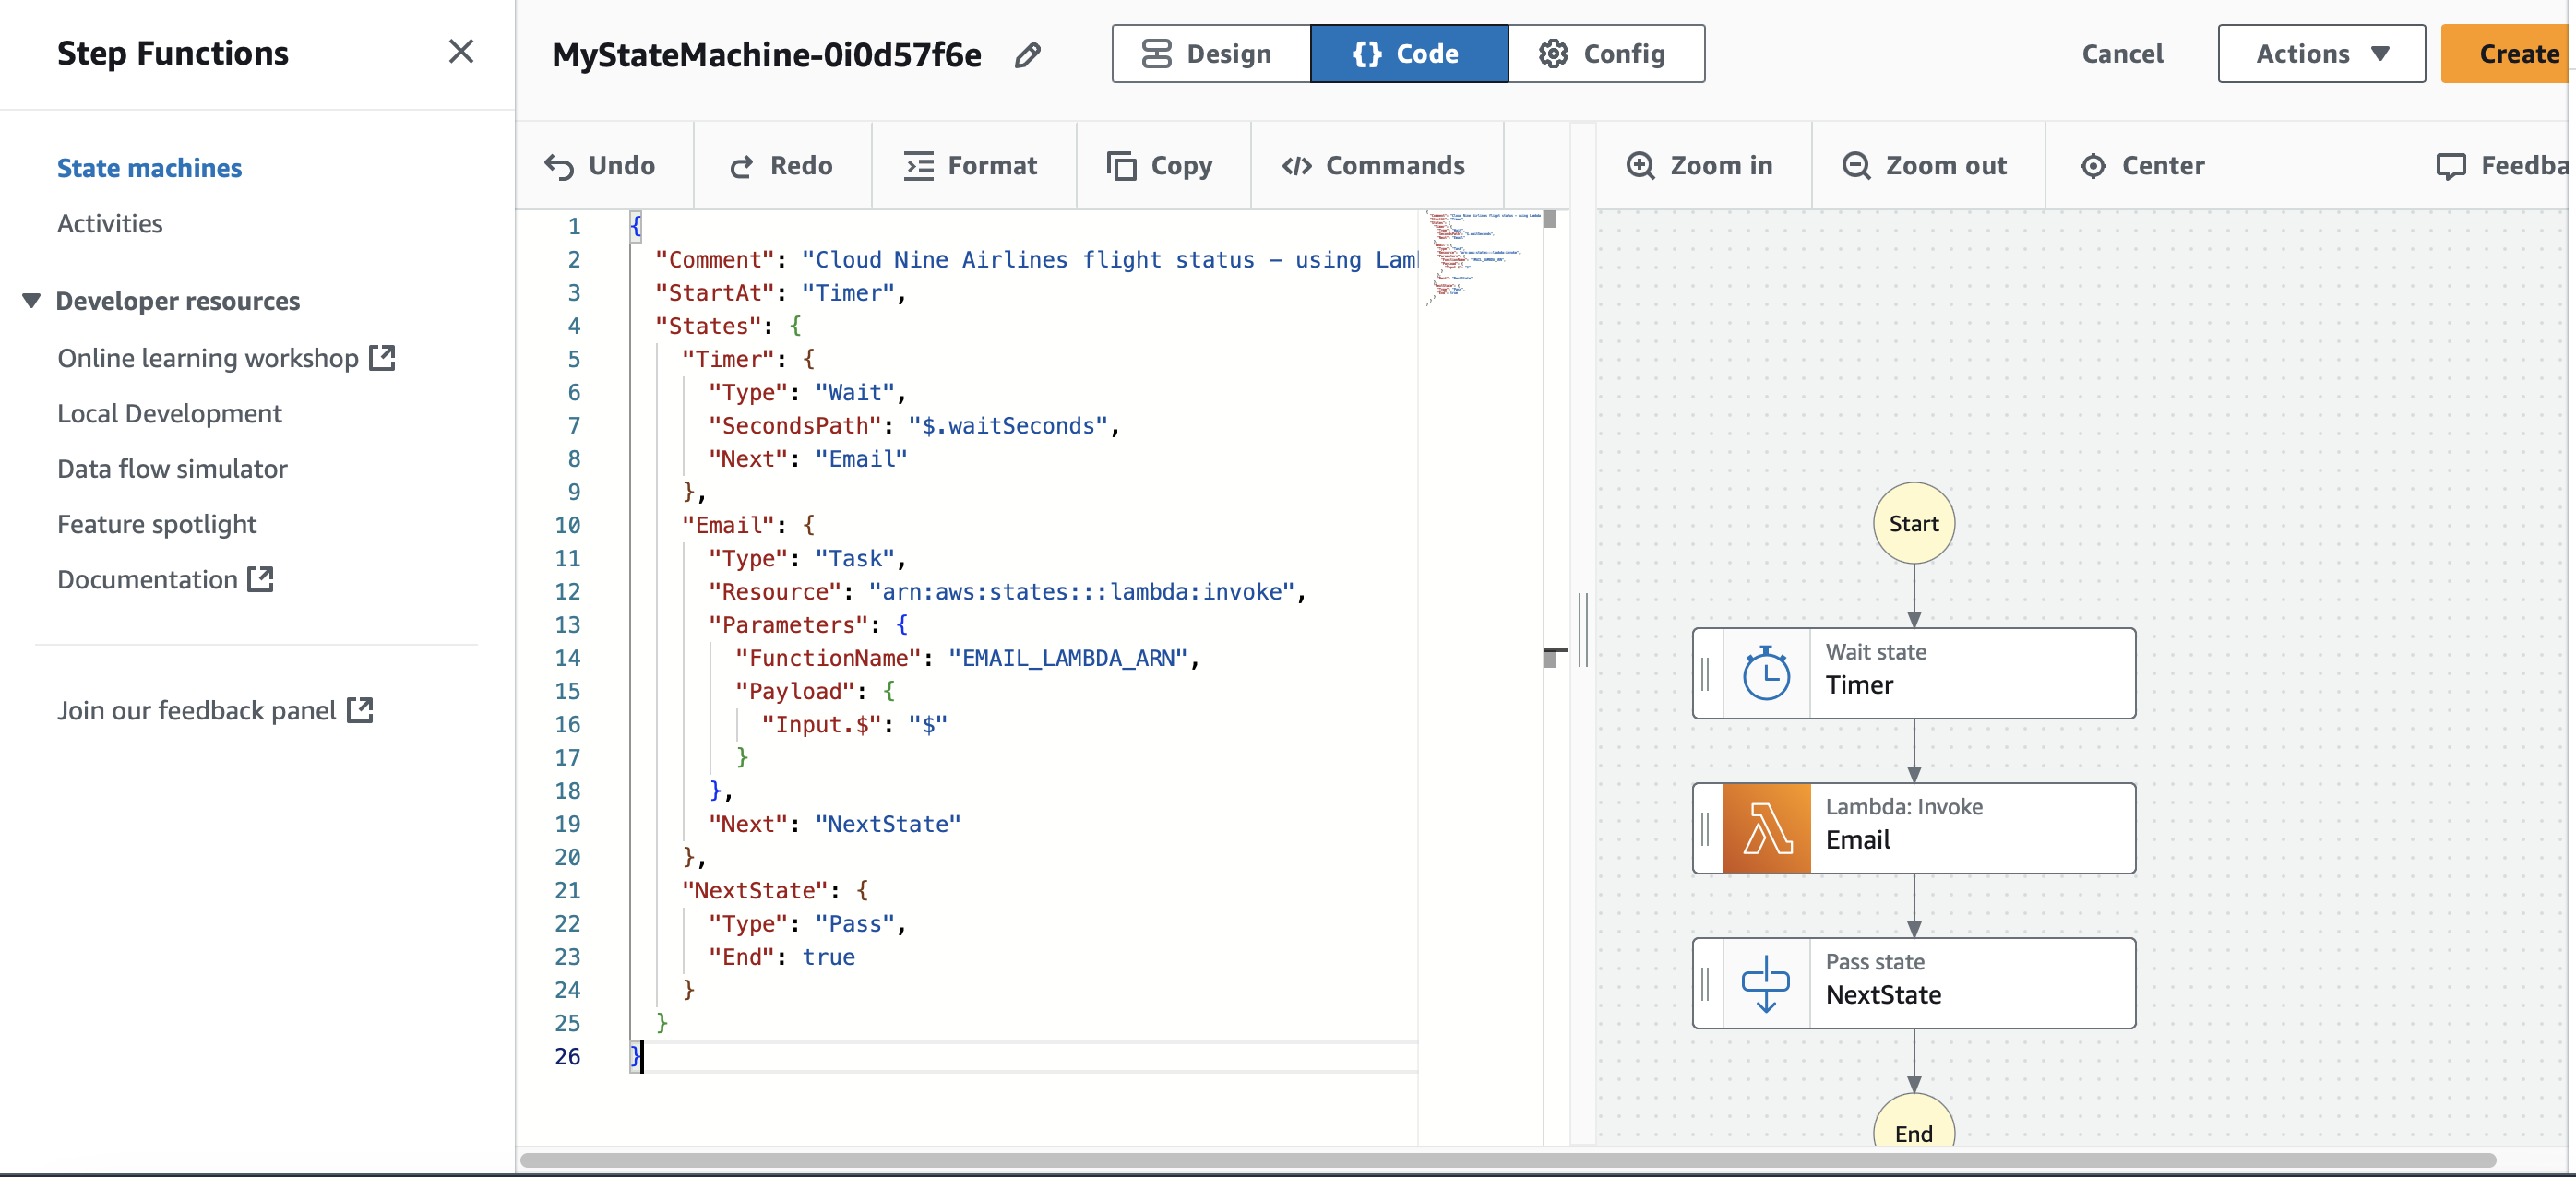 Step Functions
State machines
Activities
Developer resources
Online learning workshop
Local Development
Data flow simulator
Feature spotlight
Documentation
Join our feedback panel
MyStateMachine-0i0d57f6e
Design
{} Code
Config
Cancel
Actions
Create
Undo
Redo
Format
Copy
Commands
Zoom in
Zoom out
Center
Feedba
1 {
2 "Comment": "Cloud Nine Airlines flight status – using Lam
3 "StartAt": "Timer",
4 "States": {
5 "Timer": {
6 "Type": "Wait",
7 "SecondsPath": "$.waitSeconds",
8 "Next": "Email"
9 },
10 "Email": {
11 "Type": "Task",
12 "Resource": "arn:aws:states:::lambda:invoke",
13 "Parameters": {
14 "FunctionName": "EMAIL_LAMBDA_ARN",
15 "Payload": {
16 "Input.$": "$"
17 }
18 },
19 "Next": "NextState"
20 },
21 "NextState": {
22 "Type": "Pass",
23 "End": true
24 }
25 }
26 }
Start
Wait state
Timer
Lambda: Invoke
Email
Pass state
NextState
End